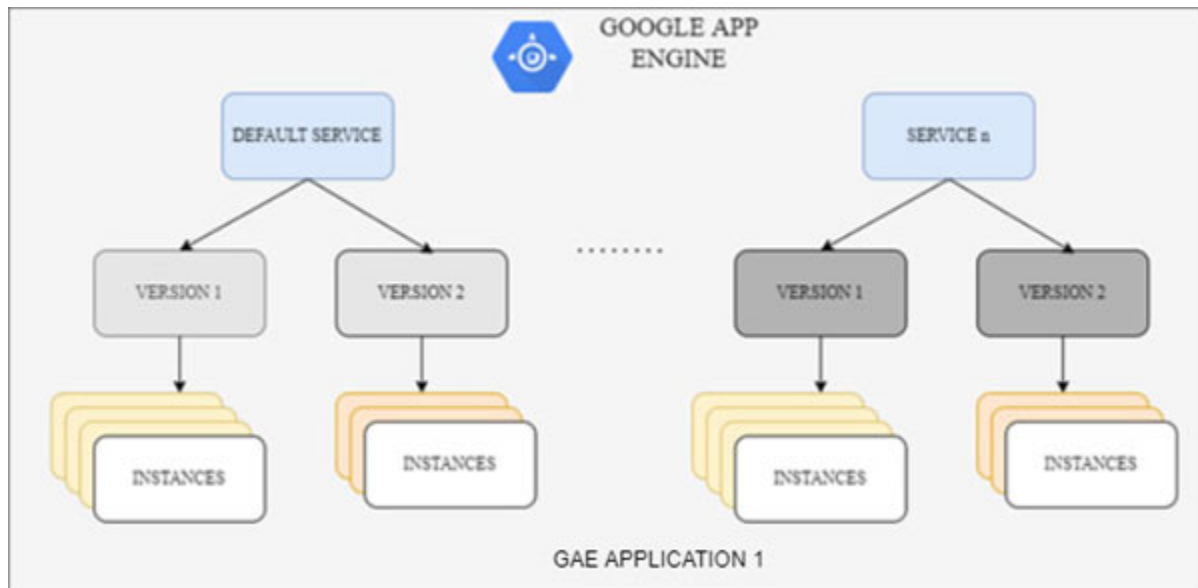 GOOGLE APP
ENGINE
DEFAULT SERVICE
SERVICE n
VERSION 1
VERSION 2
........
VERSION 1
VERSION 2
INSTANCES
INSTANCES
INSTANCES
INSTANCES
GAE APPLICATION 1